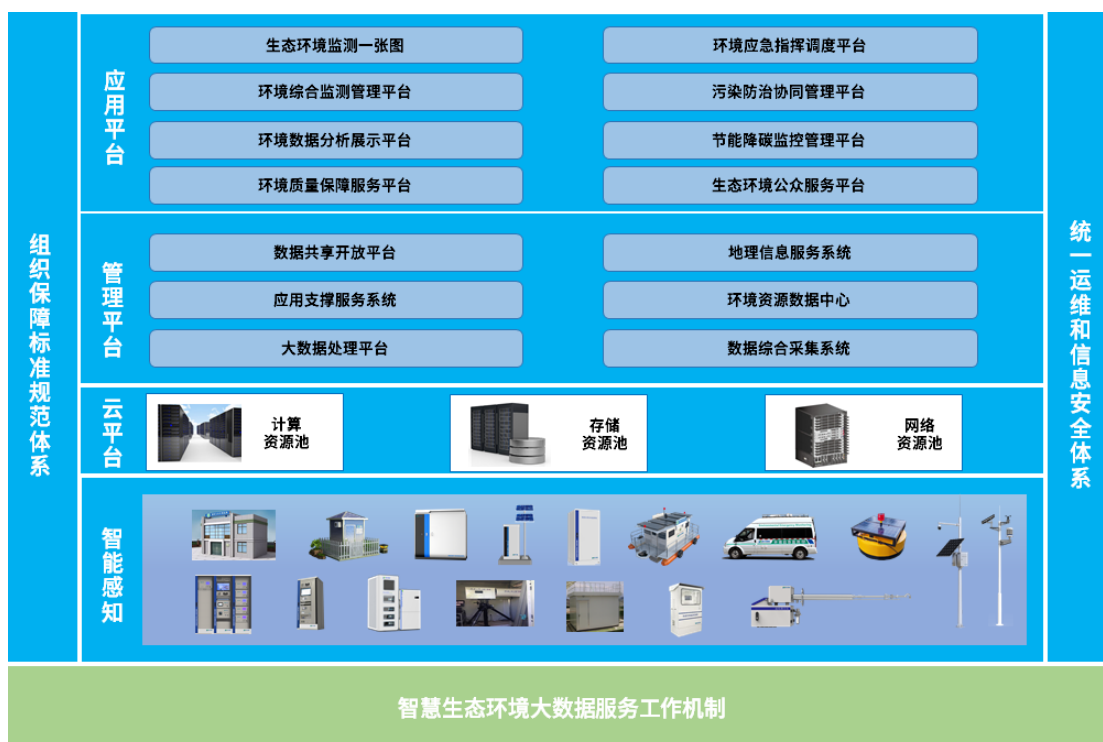 组织保障标准规范体系
应用平台
生态环境监测一张图
环境应急指挥调度平台
环境综合监测管理平台
污染防治协同管理平台
环境数据分析展示平台
节能降碳监控管理平台
环境质量保障服务平台
生态环境公众服务平台
管理平台
数据共享开放平台
地理信息服务系统
应用支撑服务系统
环境资源数据中心
大数据处理平台
数据综合采集系统
云平台
计算
资源池
存储
资源池
网络
资源池
智能感知
统一运维和信息安全体系
智慧生态环境大数据服务工作机制